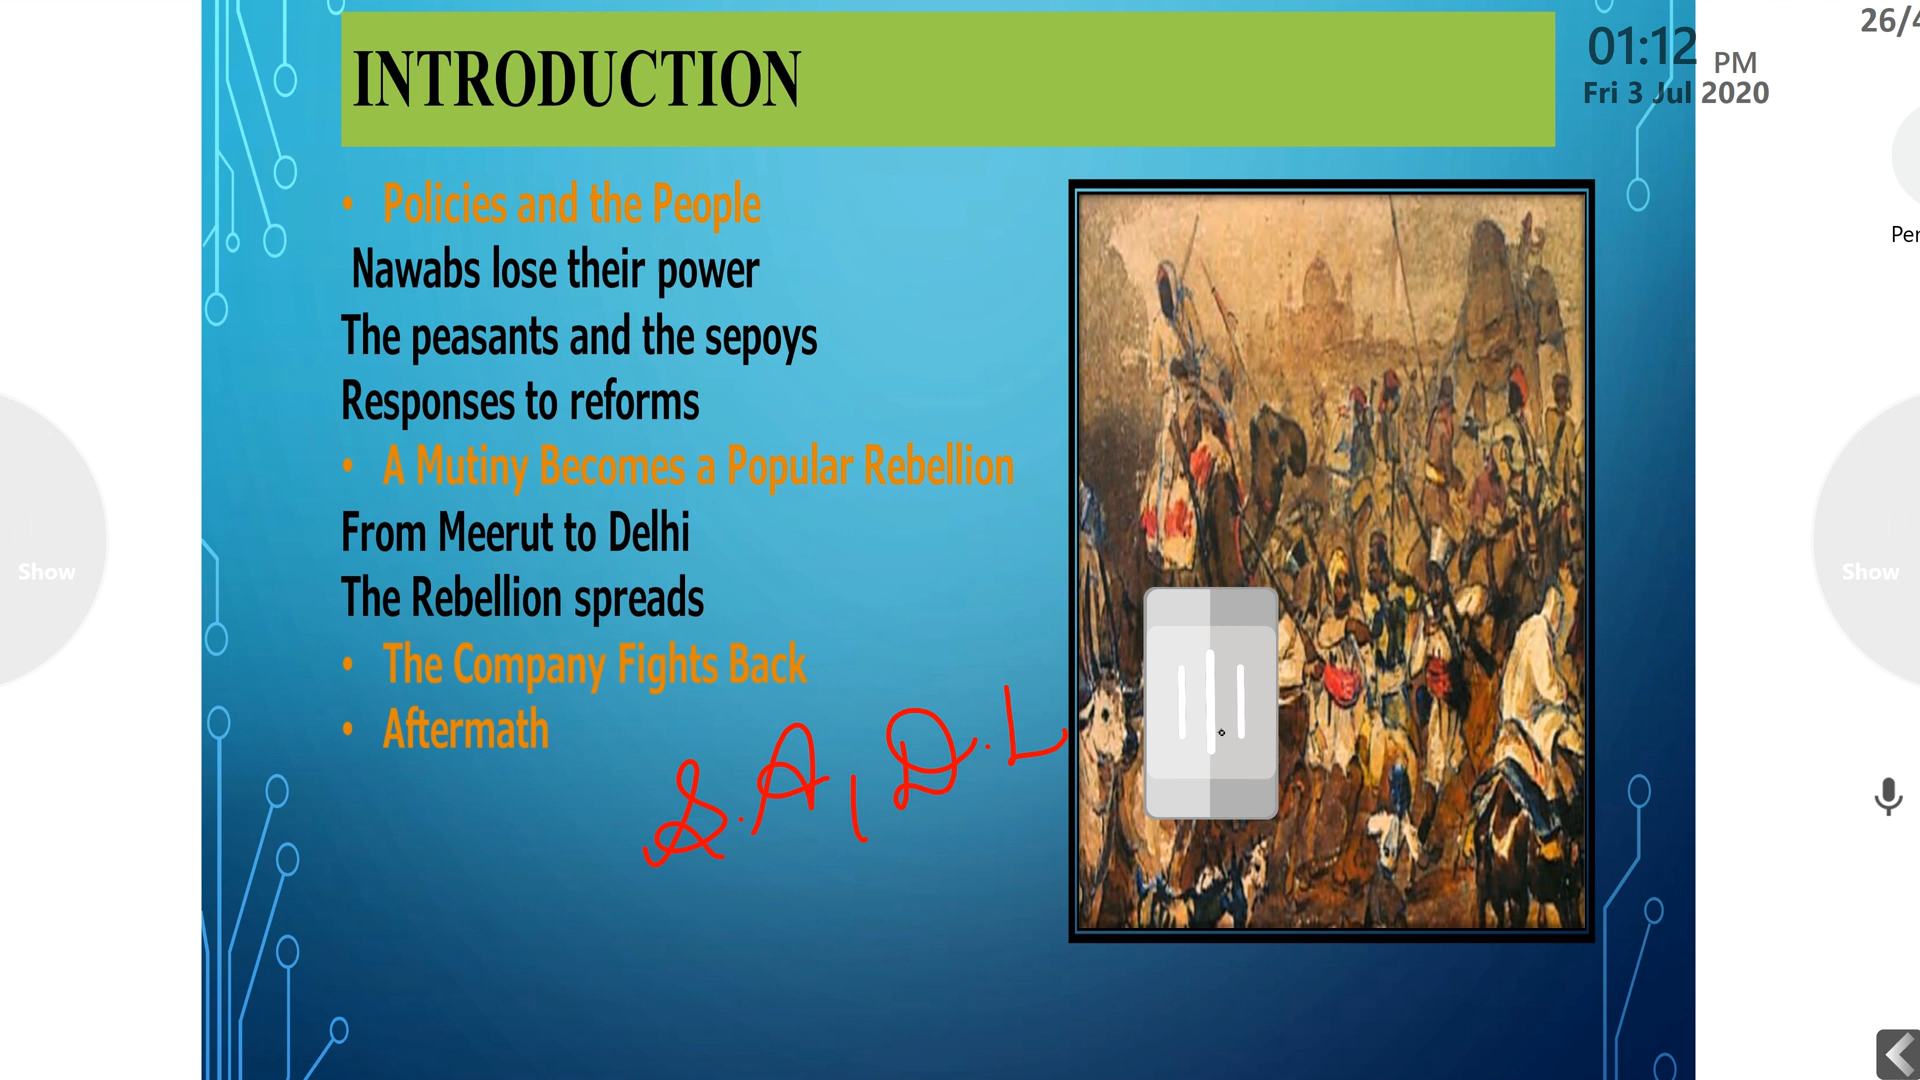 INTRODUCTION
01:12 PM
Fri 3 Jul 2020
26/4
• Policies and the People
Nawabs lose their power
The peasants and the sepoys
Responses to reforms
• A Mutiny Becomes a Popular Rebellion
From Meerut to Delhi
The Rebellion spreads
• The Company Fights Back
• Aftermath
S.A, D.L
Per
Show
Show